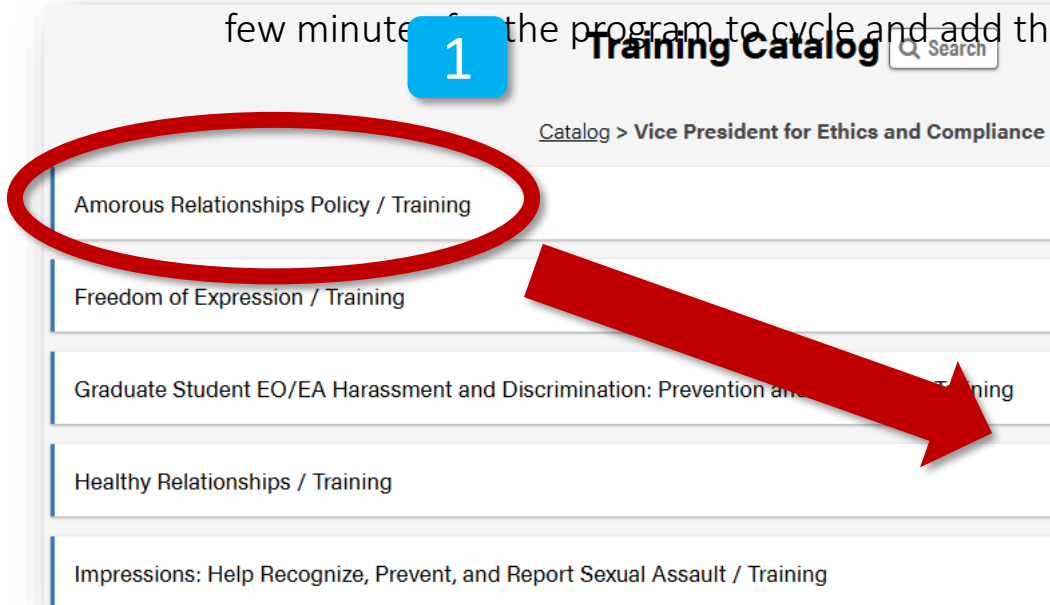 few minutes the program to cycle and add th
1
Training Catalog Search
Catalog > Vice President for Ethics and Compliance
Amorous Relationships Policy / Training
Freedom of Expression / Training
Graduate Student EO/EA Harassment and Discrimination: Prevention Training
Healthy Relationships / Training
Impressions: Help Recognize, Prevent, and Report Sexual Assault / Training